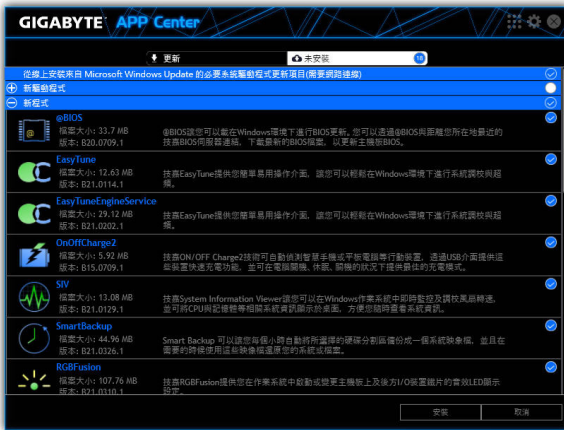 GIGABYTE APP Center
更新
未安裝 18
從線上安裝來自 Microsoft Windows Update 的必要系統驅動程式更新項目(需要網路連線)
新驅動程式
新程式
@BIOS
檔案大小: 33.7 MB
版本: B20.0709.1
@BIOS讓您可以載在Windows環境下進行BIOS更新。您可以通過@BIOS與距離您所在地最近的
技嘉BIOS伺服器連結，下載最新的BIOS檔案，以更新主機板BIOS。
EasyTune
檔案大小: 12.63 MB
版本: B21.0114.1
技嘉EasyTune提供您簡單易用操作介面，讓您可以輕鬆在Windows環境下進行系統調校與超
頻。
EasyTuneEngineService
檔案大小: 29.12 MB
版本: B21.0202.1
技嘉EasyTune提供您簡單易用操作介面，讓您可以輕鬆在Windows環境下進行系統調校與超
頻。
OnOffCharge2
檔案大小: 5.92 MB
版本: B15.0709.1
技嘉ON/OFF Charge2技術可自動偵測智慧手機或平板電腦等行動裝置，透過USB介面提供這
些裝置快速充電功能，並可在電腦開機、休眠、關機的狀況下提供最佳的充電模式。
SIV
檔案大小: 13.08 MB
版本: B21.0129.1
技嘉System Information Viewer讓您可以在Windows作業系統中即時監控及調校風扇轉速，
並可將CPU與記憶體等相關系統資訊顯示於桌面，方便您隨時查看系統資訊。
SmartBackup
檔案大小: 44.96 MB
版本: B21.0326.1
Smart Backup 可以讓您每個小時自動將所選擇的硬碟分割區備份成一個系統映象檔，並且在
需要的時候使用這些映像檔還原您的系統或檔案。
RGBFusion
檔案大小: 107.76 MB
版本: B21.0310.1
技嘉RGBFusion提供您在作業系統中啟動或變更主機板上及後方I/O裝置鐵片的音效LED顯示
設定。
安裝
取消